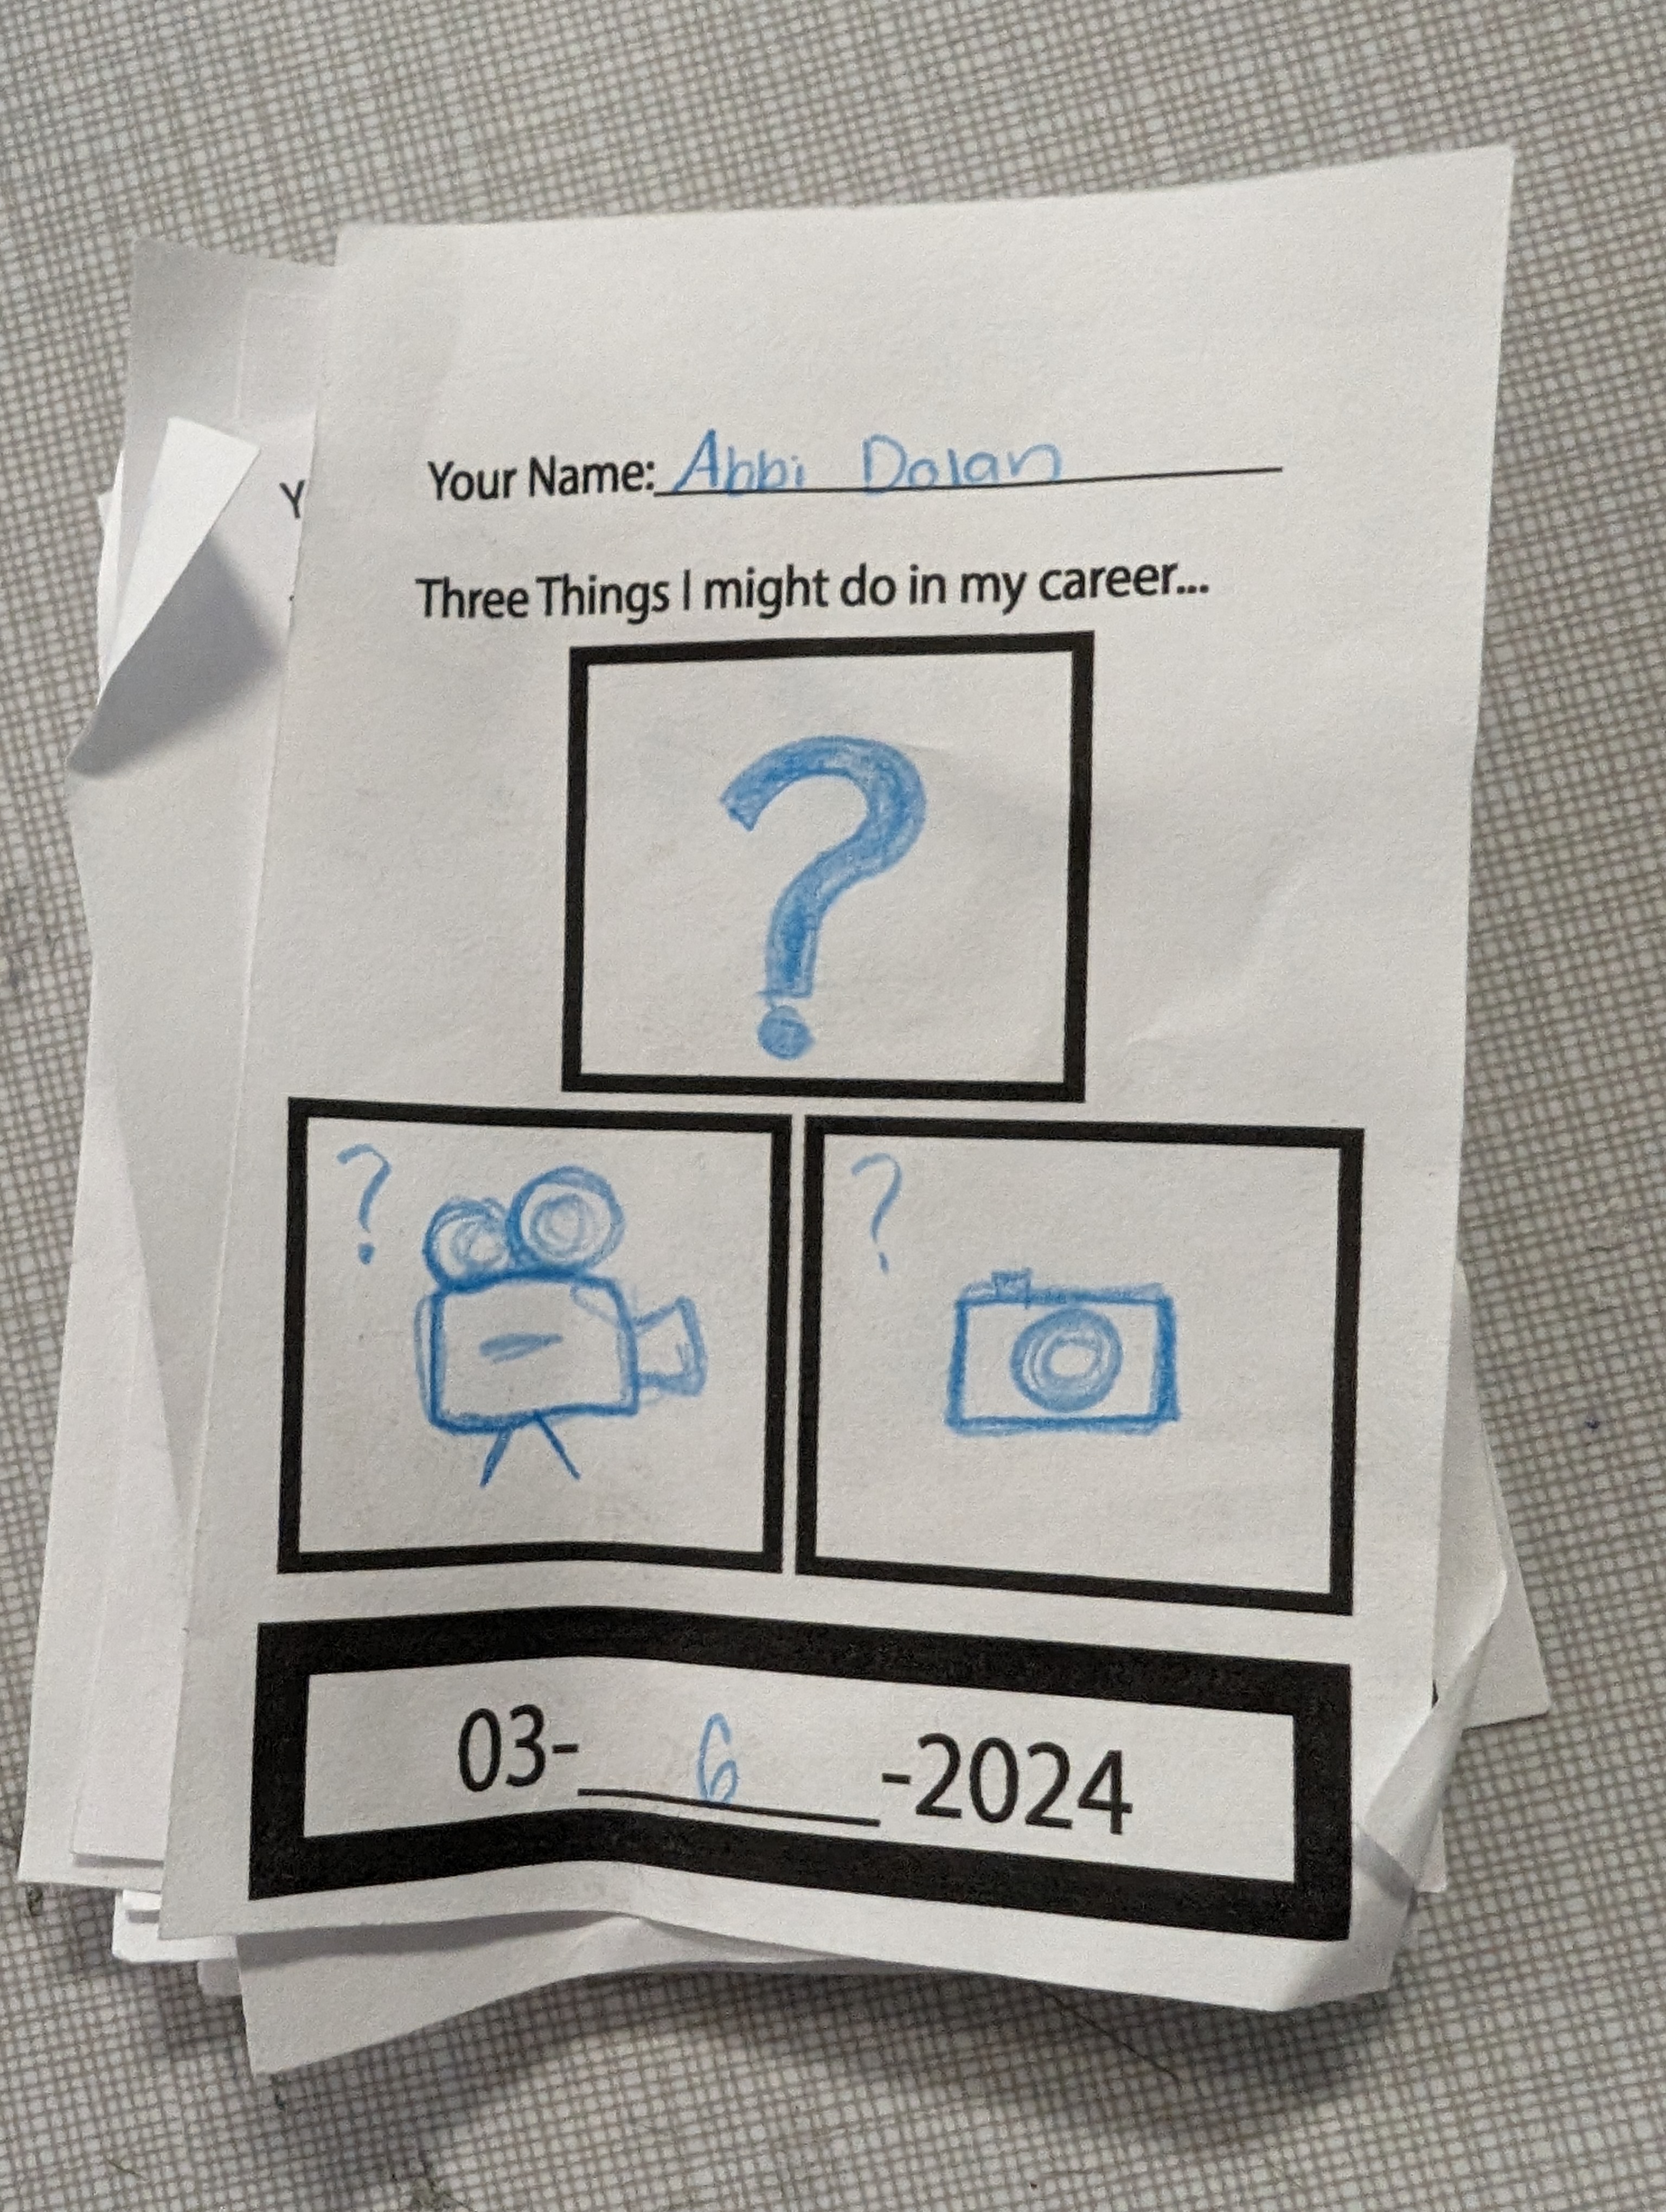 Your Name: Abbi Dolan
Y
Three Things I might do in my career...
?
? ?
03- 6 -2024